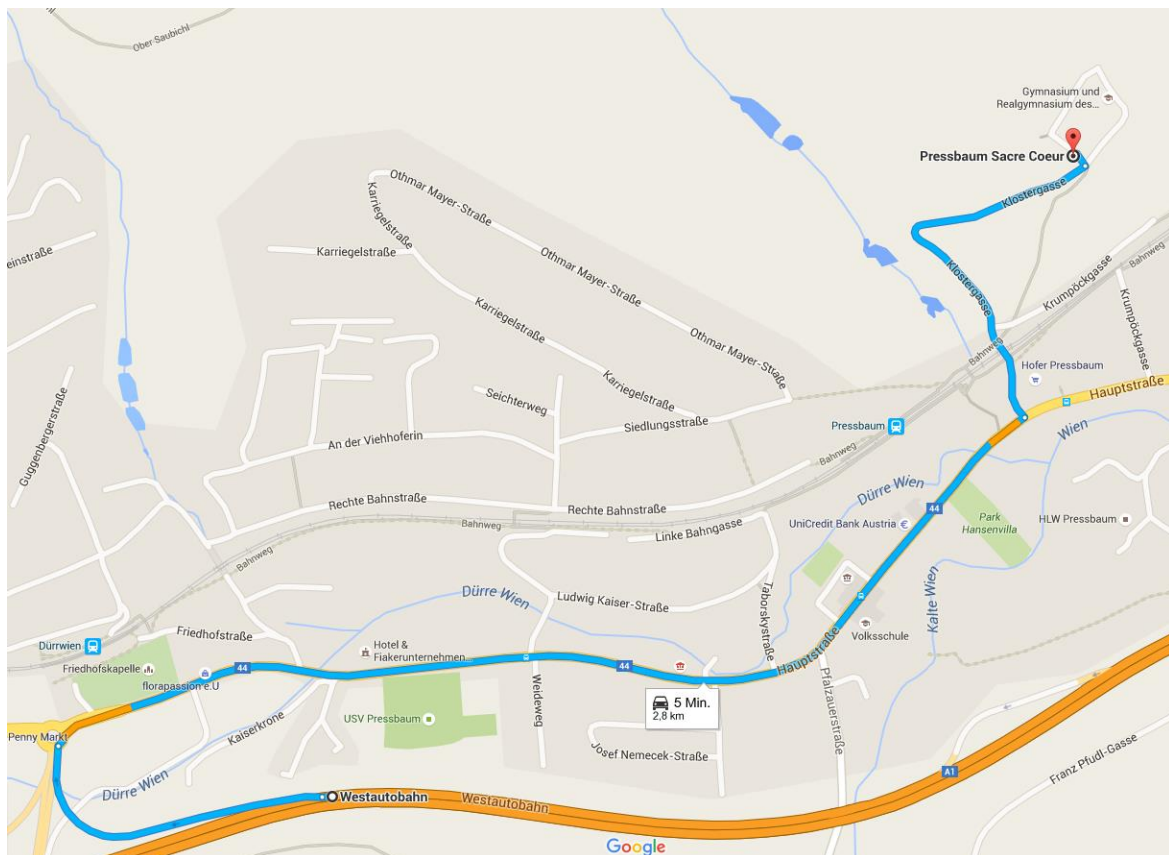 Ober Saubichl
Gymnasium und
Realgymnasium des...
Pressbaum Sacre Coeur
Klostergasse
Othmar Mayer-Straße
Karriegelstraße
einstraße
Karriegelstraße
Othmar Mayer-Straße
Klostergasse
Krumpöckgasse
Bahnweg
Krumpöckgasse
Karriegelstraße
Othmar Mayer-Straße
Bahnweg
Hofer Pressbaum
Hauptstraße
Guggenbergerstraße
Seichterweg
Karriegelstraße
Siedlungsstraße
Pressbaum
Wien
An der Viehhoferin
Bahnweg
Dürre Wien
Rechte Bahnstraße
Rechte Bahnstraße
44
Park
Hansenvilla
HLW Pressbaum
UniCredit Bank Austria €
Bahnweg
Linke Bahngasse
Bahnweg
Dürre Wien
Ludwig Kaiser-Straße
Taborskystraße
Kalte Wien
Volksschule
Friedhofstraße
Dürrwien
Hotel &
Fiakerunternehmen...
Hauptstraße
Friedhofskapelle
florapassion e.U
44
44
Weideweg
Pfalzauerstraße
5 Min.
2,8 km
USV Pressbaum
Kaiserkrone
Penny Markt
Josef Nemecek-Straße
A1
Franz Pfudl-Gasse
Dürre Wien
Westautobahn
Westautobahn
Google